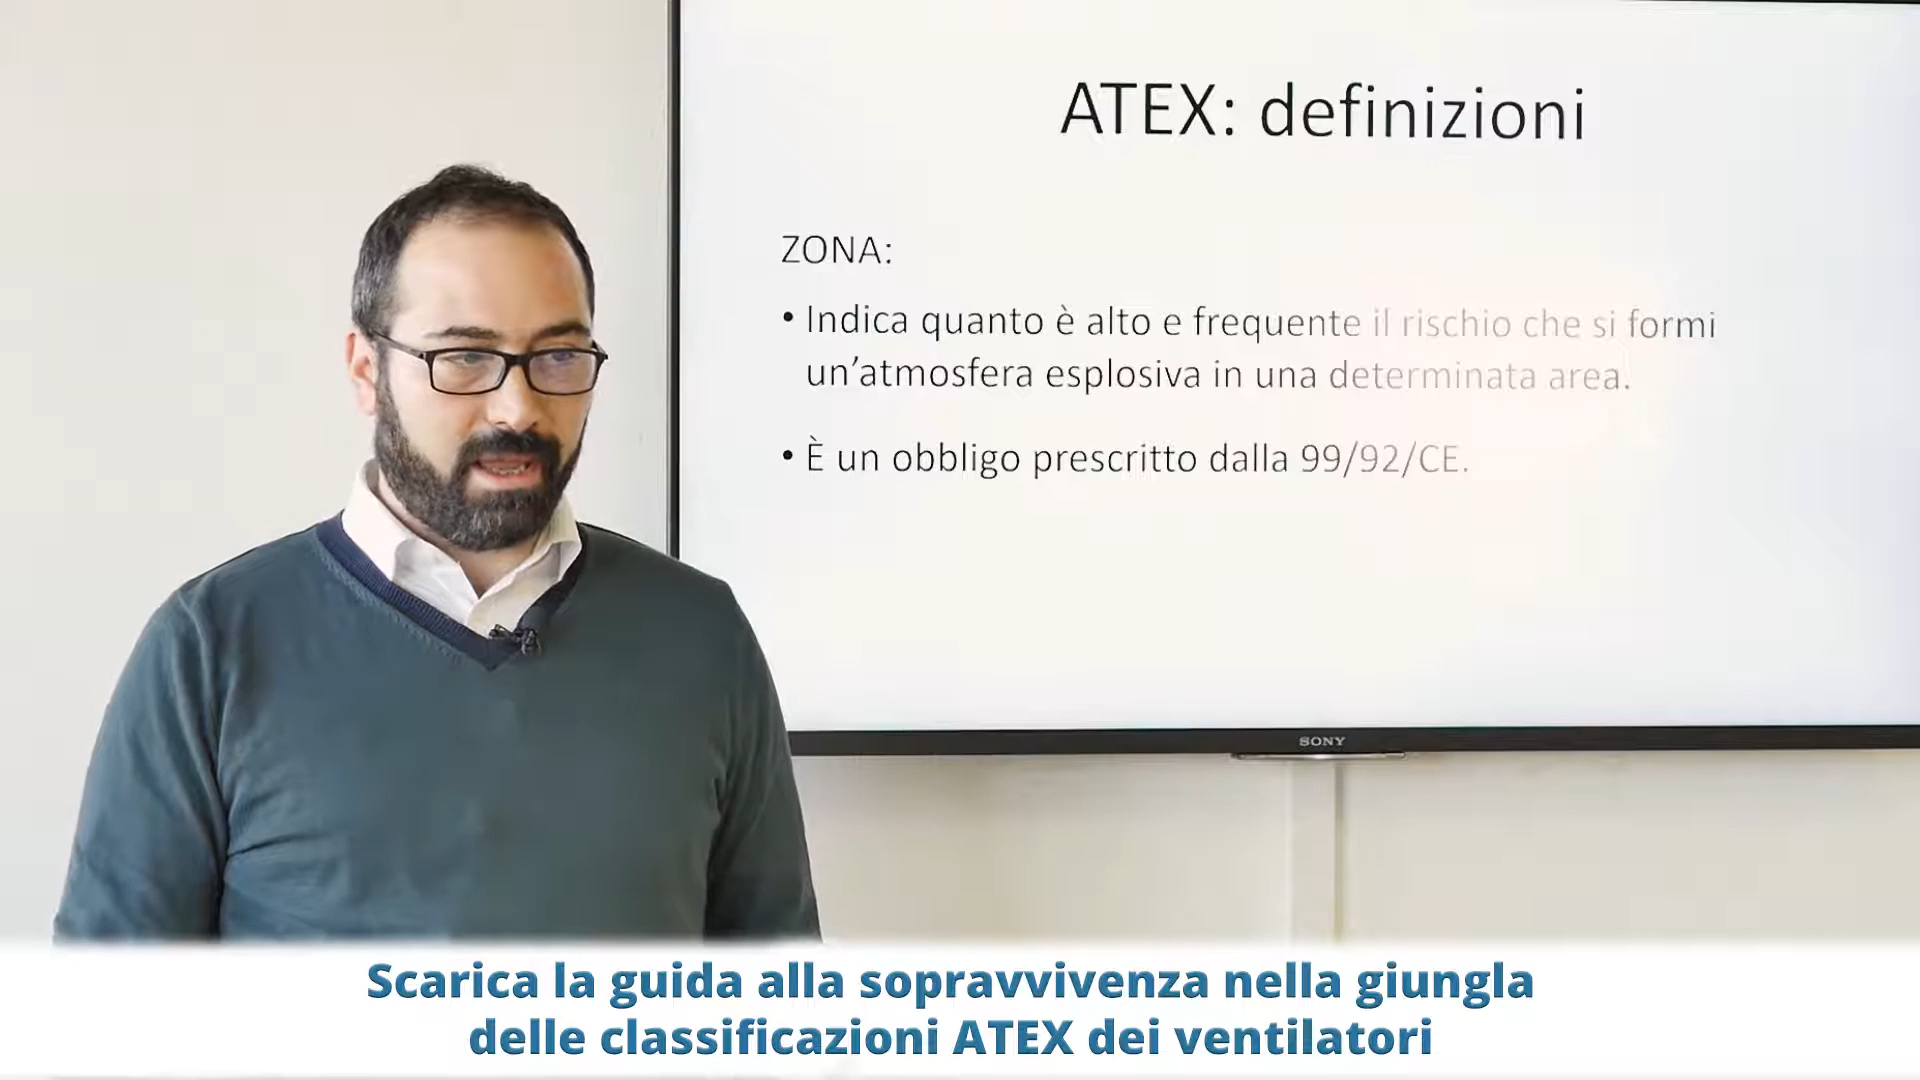 ATEX: definizioni
ZONA:
• Indica quanto è alto e frequente il rischio che si formi
un’atmosfera esplosiva in una determinata area.
• È un obbligo prescritto dalla 99/92/CE.
SONY
Scarica la guida alla sopravvivenza nella giungla
delle classificazioni ATEX dei ventilatori